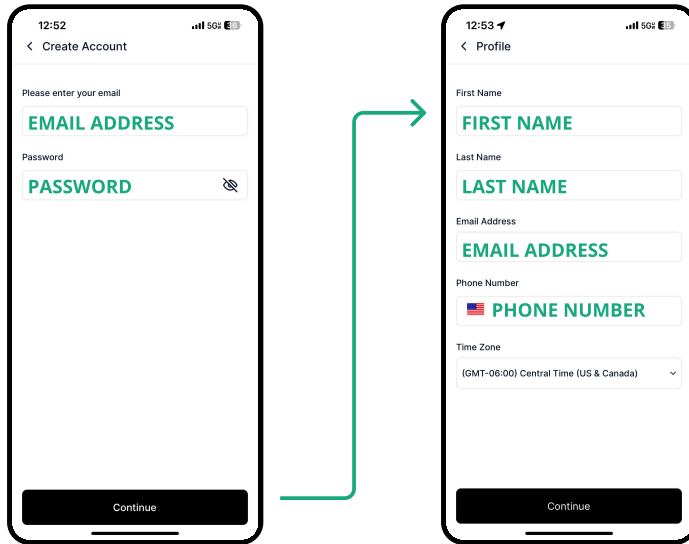 12:52
5G
Create Account
Please enter your email
EMAIL ADDRESS
Password
PASSWORD
Continue
12:53
5G
Profile
First Name
FIRST NAME
Last Name
LAST NAME
Email Address
EMAIL ADDRESS
Phone Number
PHONE NUMBER
Time Zone
(GMT-06:00) Central Time (US & Canada)
Continue